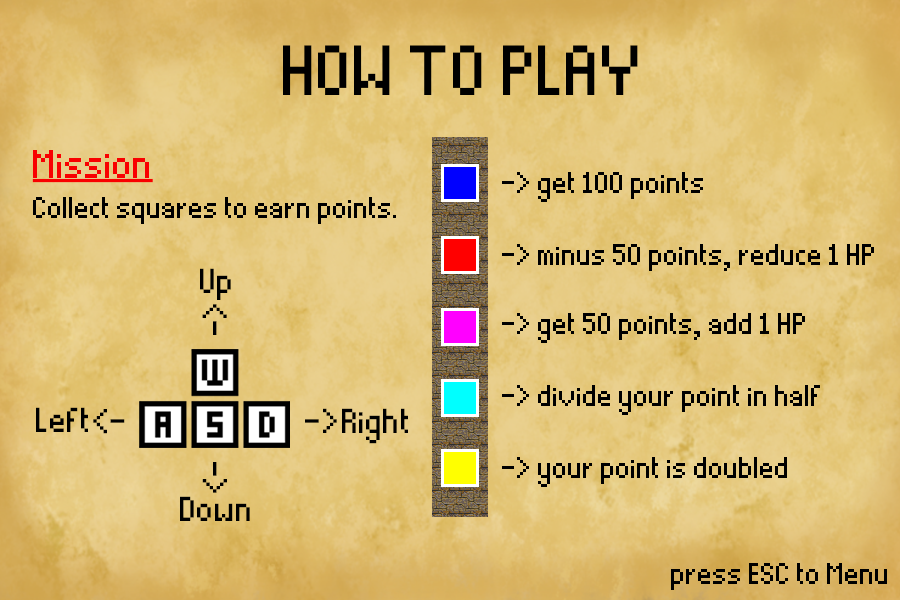 HOW TO PLAY
Mission
Collect squares to earn points.
Up
W
Left<- A S D ->Right
Down
-> get 100 points
-> minus 50 points, reduce 1 HP
-> get 50 points, add 1 HP
-> divide your point in half
-> your point is doubled
press ESC to Menu